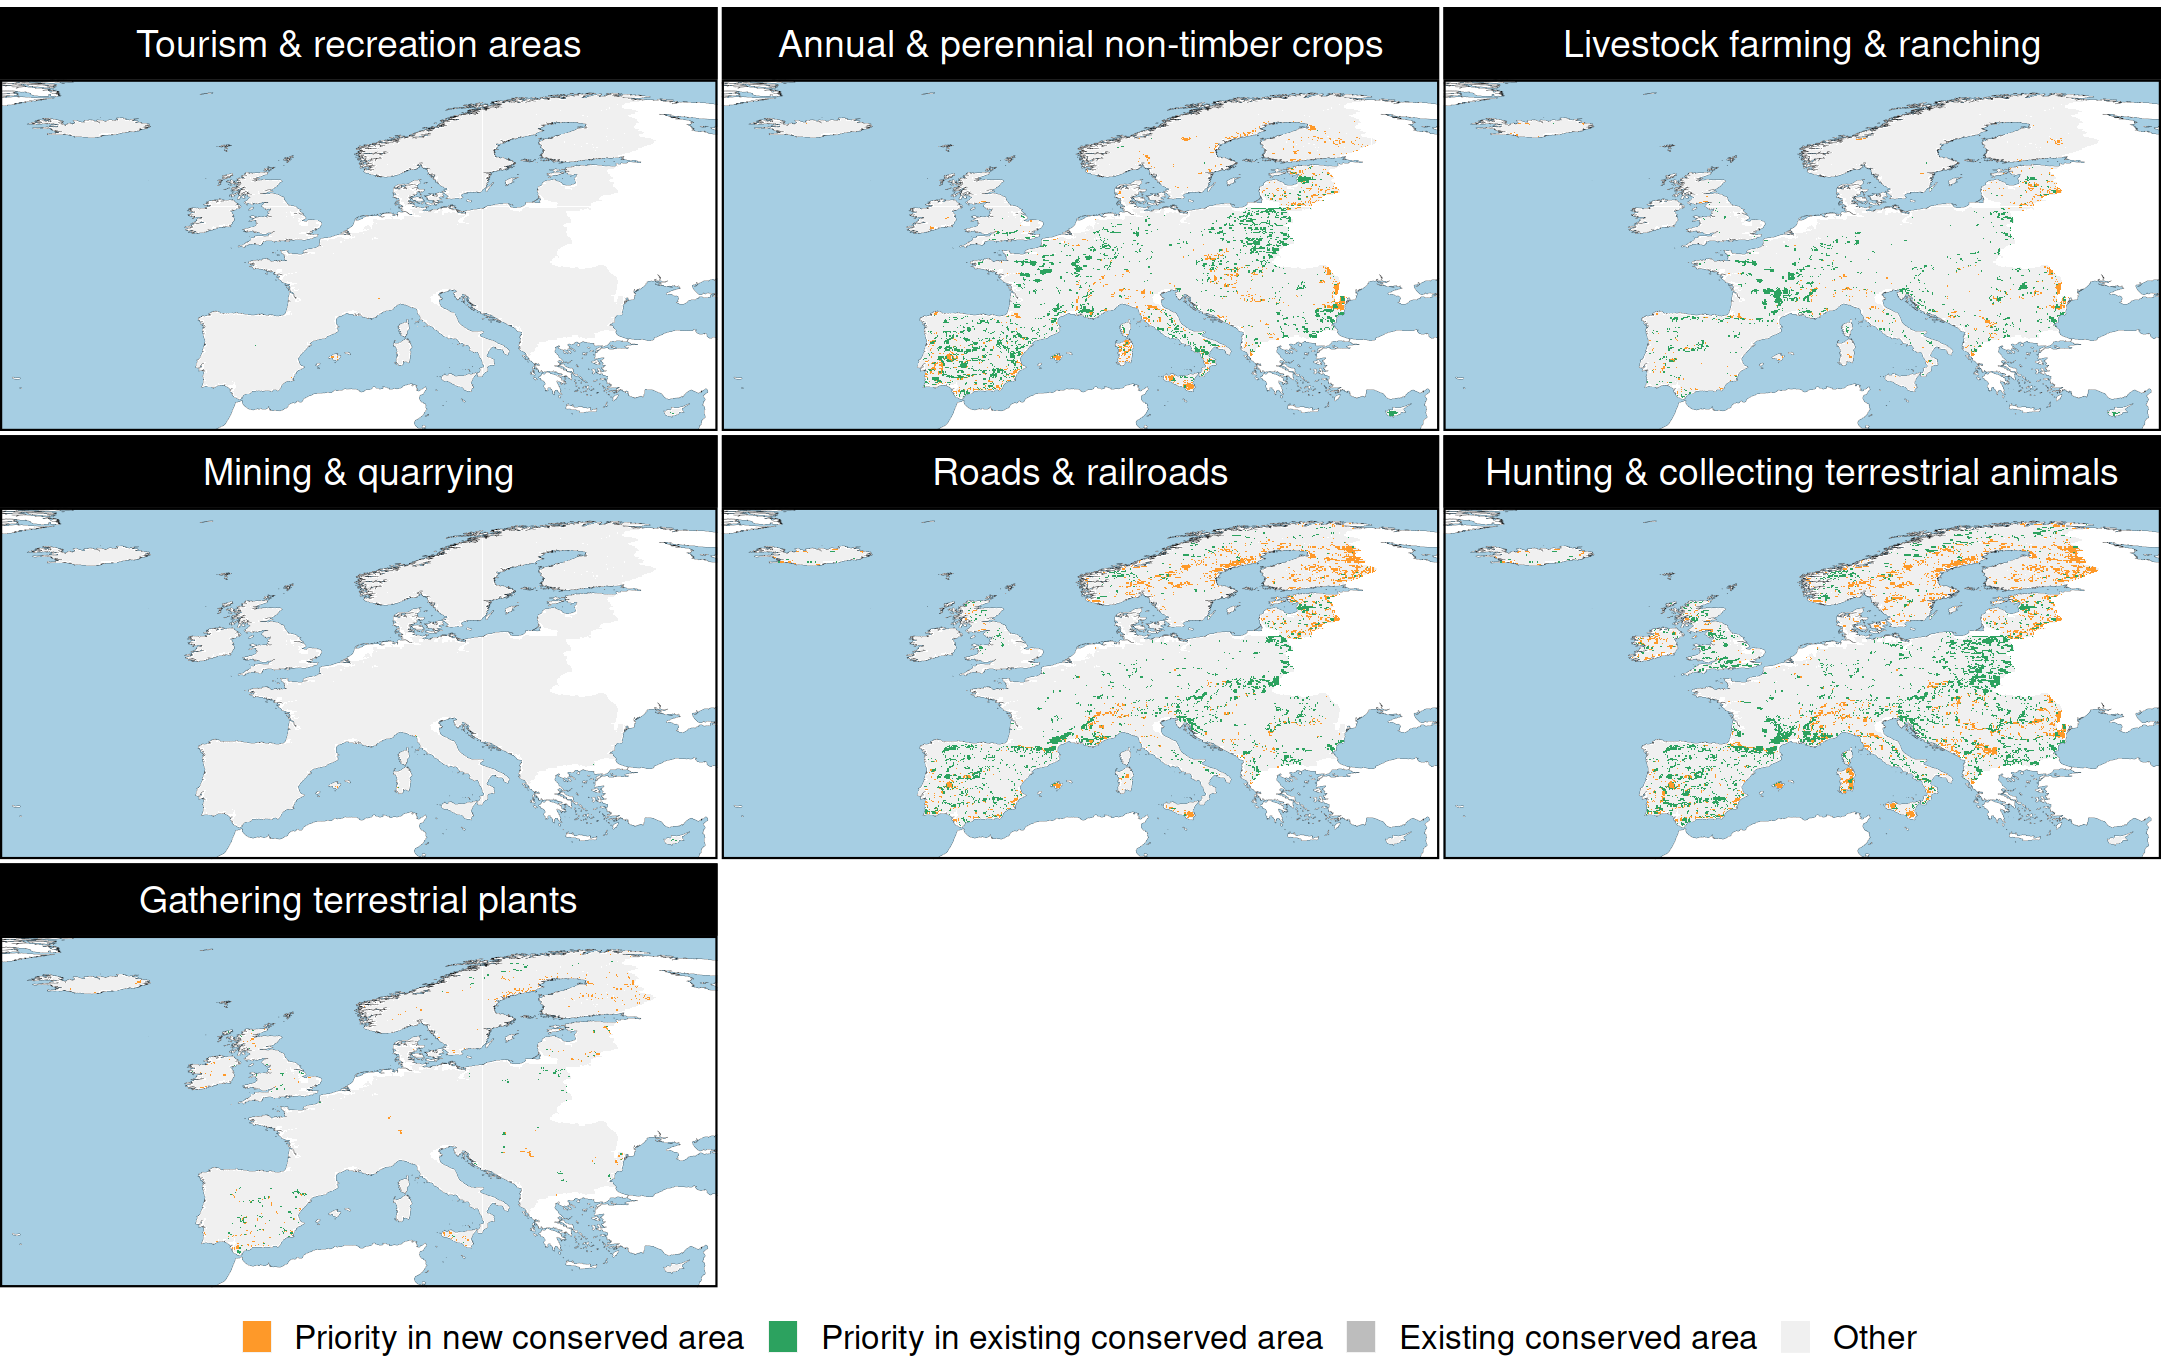 Tourism & recreation areas
Annual & perennial non-timber crops
Livestock farming & ranching
Mining & quarrying
Roads & railroads
Hunting & collecting terrestrial animals
Gathering terrestrial plants
Priority in new conserved area
Priority in existing conserved area
Existing conserved area
Other